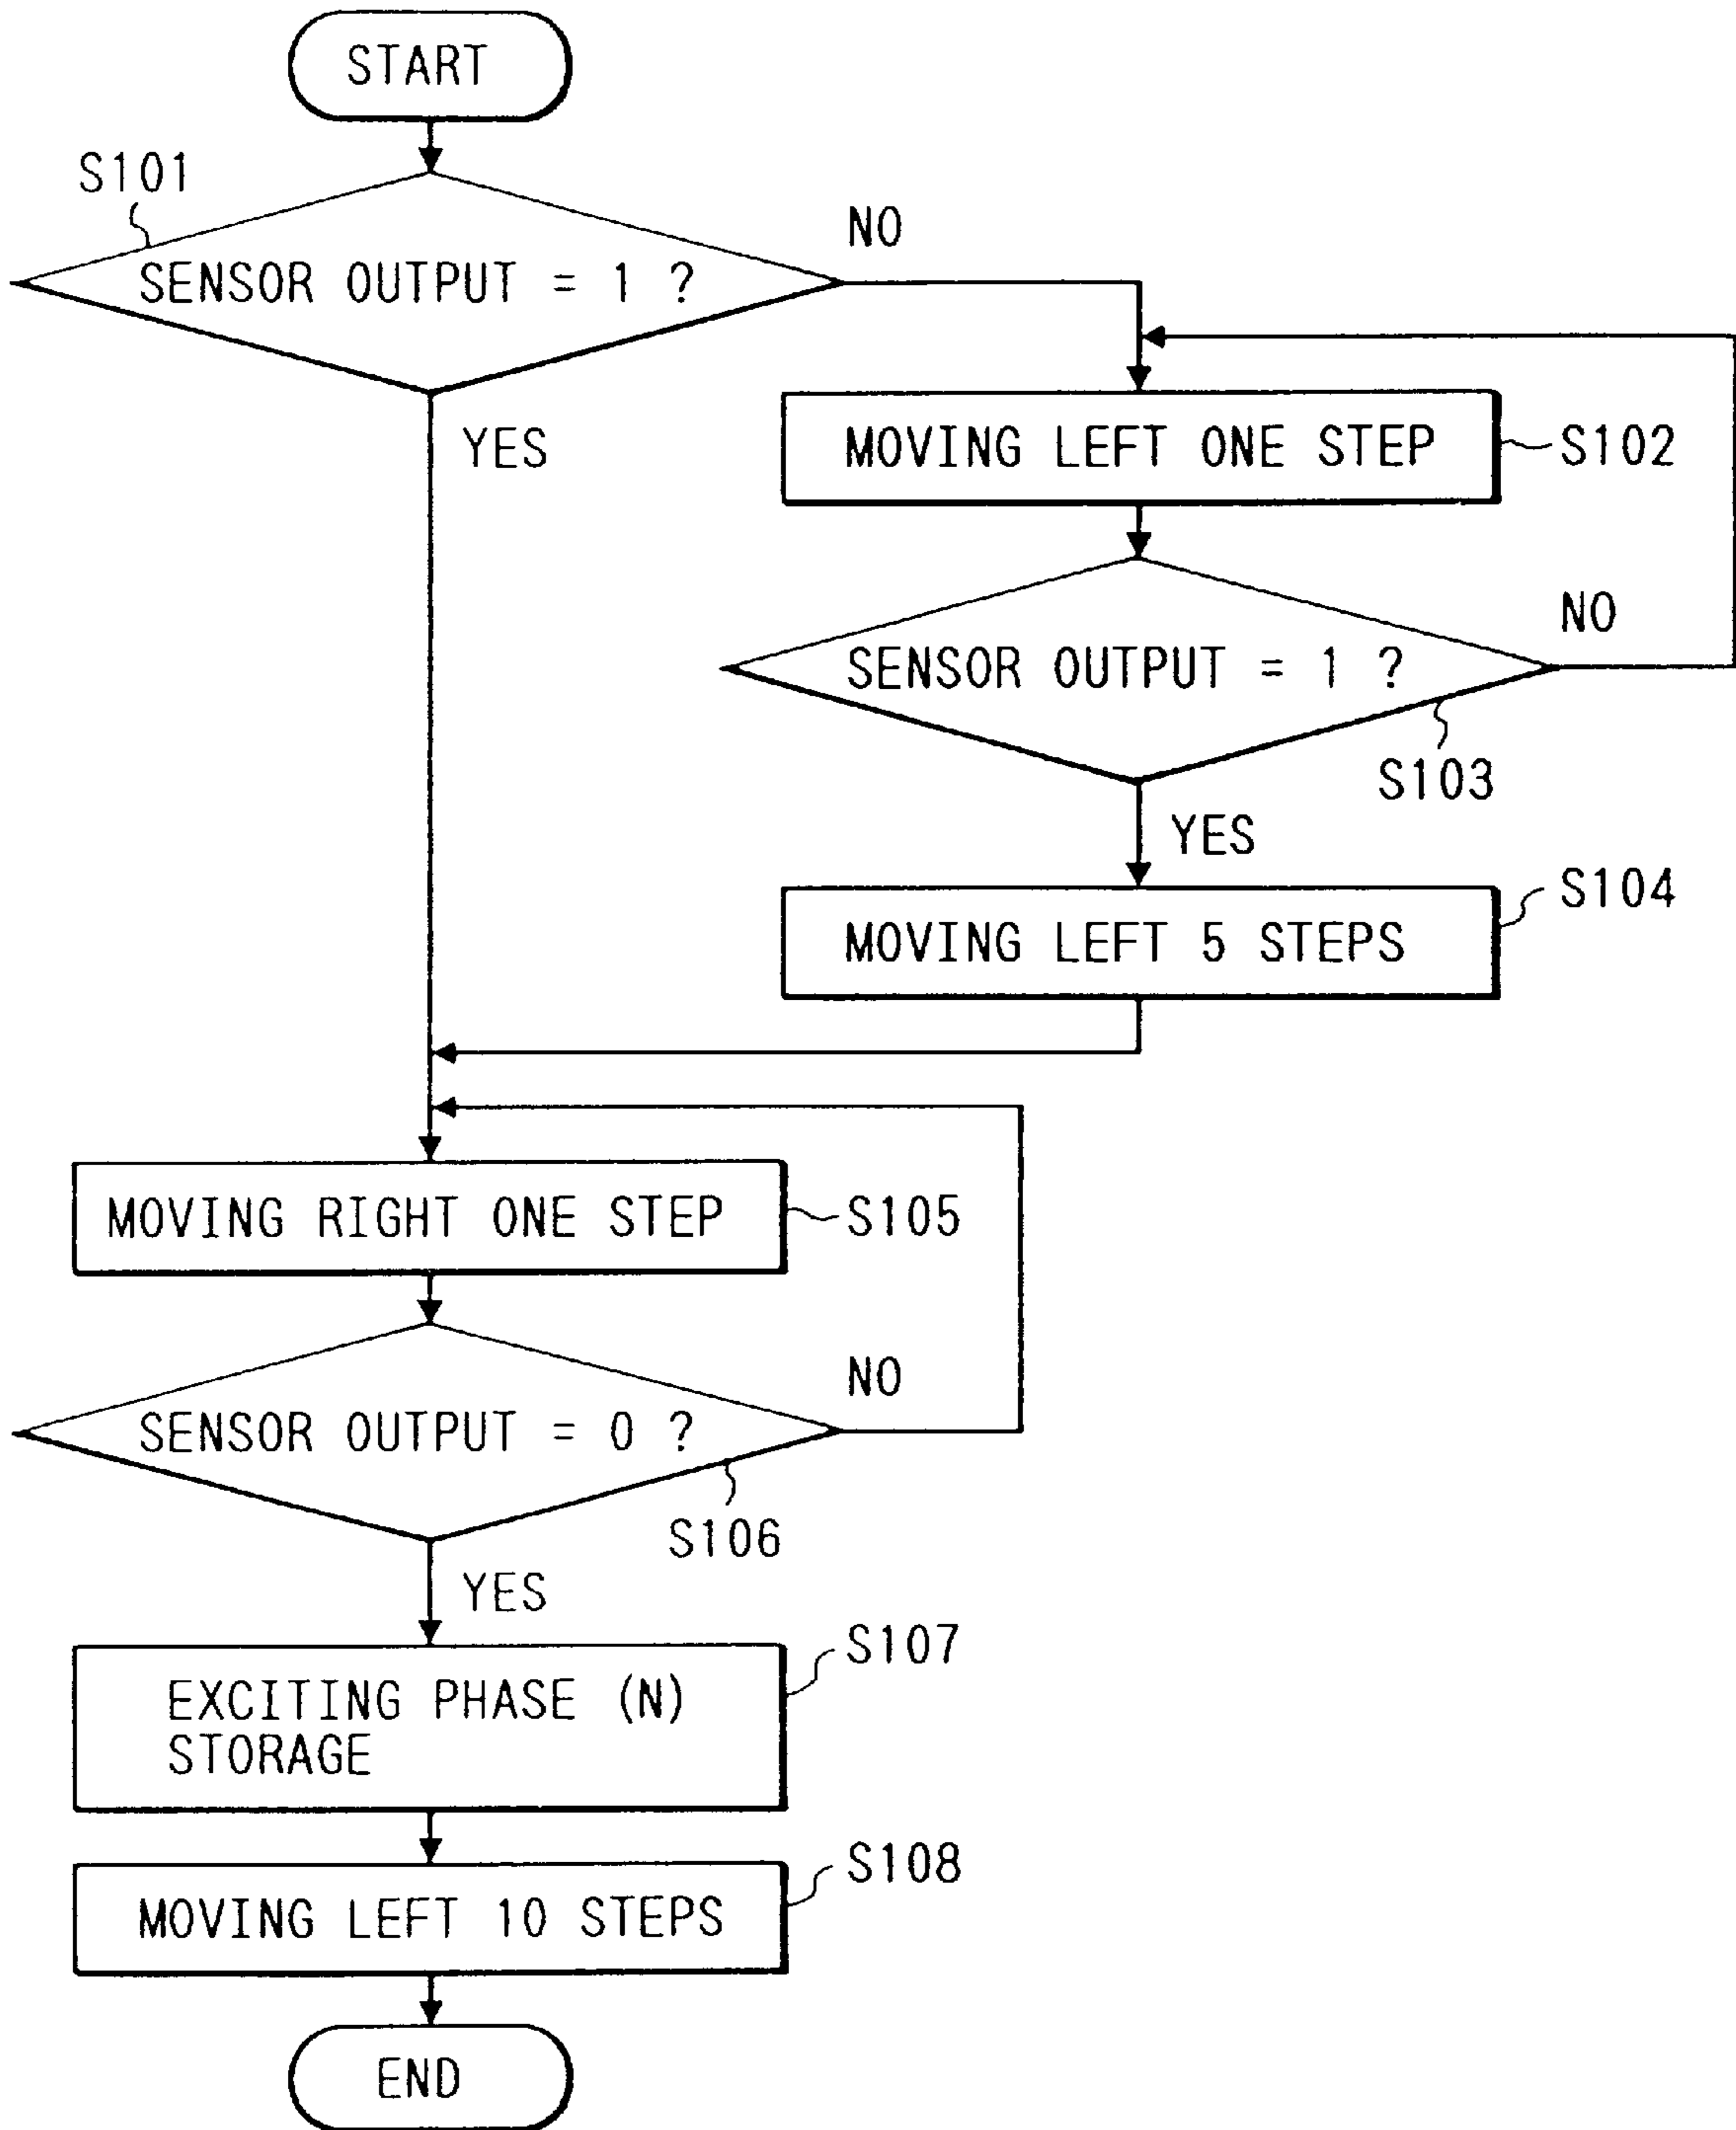 START
S101
SENSOR OUTPUT = 1 ?
NO
YES
MOVING LEFT ONE STEP
S102
SENSOR OUTPUT = 1 ?
NO
S103
YES
MOVING LEFT 5 STEPS
S104
MOVING RIGHT ONE STEP
S105
SENSOR OUTPUT = 0 ?
NO
S106
YES
EXCITING PHASE (N)
STORAGE
S107
MOVING LEFT 10 STEPS
S108
END